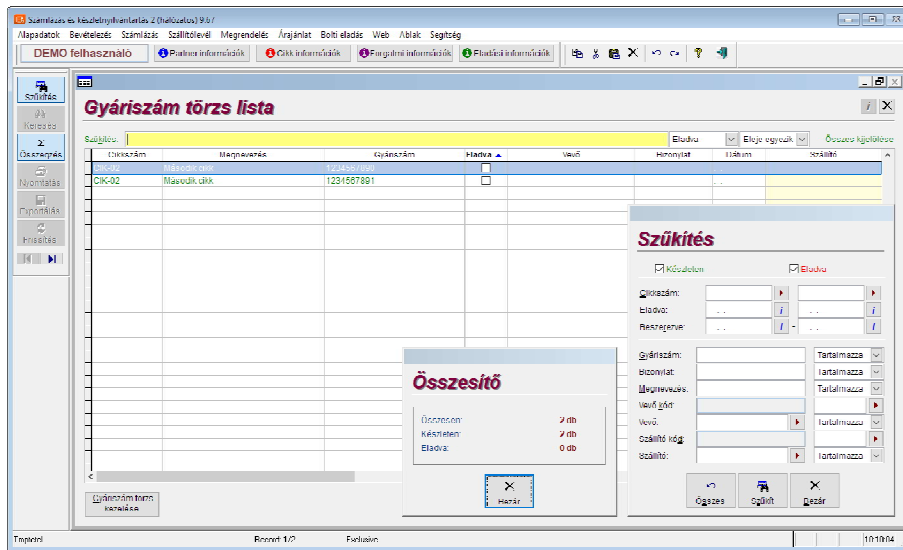 Számlázás és készletnyilvántartás 2 (hálózatos) 9.67
Alapadatok Bevételezés Számlázás Szállítólevél Megrendelés Árajánlat Bolti eladás Web Ablak Segítség
DEMO felhasználó Partner információk Cikk információk Forgalmi információk Eladási információk
Szűkítés
Keresés
Összegzés
Nyomtatás
Exportálás
Frissítés
Gyáriszám törzs lista
Szűkítés: Eladva Eleje egyezik Összes kijelölése
Cikkszám Megnevezés Gyáriszám Eladva Vevő Bizonylat Dátum Szállító
CIK-02 Második cikk 1234567890 . .
CIK-02 Második cikk 1234567891 . .
Gyáriszám törzs
kezelése
Összesítő
Összesen: 2 db
Készleten: 2 db
Eladva: 0 db
Bezár
Szűkítés
Készleten Eladva
Cikkszám:
Eladva: . . - . .
Beszerezve: . . - . .
Gyáriszám: Tartalmazza
Bizonylat: Tartalmazza
Megnevezés: Tartalmazza
Vevő kód:
Vevő: Tartalmazza
Szállító kód:
Szállító: Tartalmazza
Összes Szűkít Bezár
Tmptetel Record: 1/2 Exclusive 10:10:04